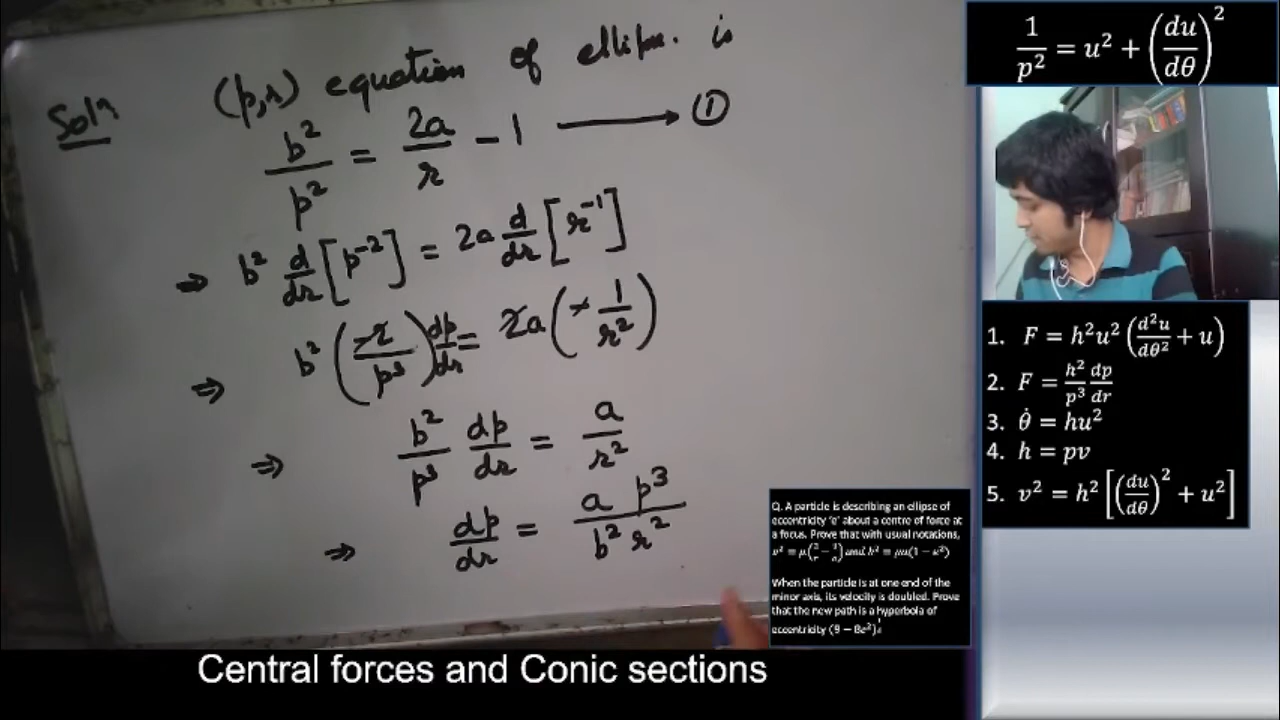 Solⁿ (p,r) equation of ellipse. is
b²/p² = 2a/r - 1 ⟶ ①
⇒ b² d/dr [p⁻²] = 2a d/dr [r⁻¹]
⇒ b² (-2/p³) dp/dr = 2a (-1/r²)
⇒ b²/p³ dp/dr = a/r²
⇒ dp/dr = a p³/b² r²
1/p² = u² + (du/dθ)²
1. F = h²u² (d²u/dθ² + u)
2. F = h²/p³ dp/dr
3. θ̇ = hu²
4. h = pv
5. v² = h² [(du/dθ)² + u²]
Q. A particle is describing an ellipse of
eccentricity 'e' about a centre of force at
a focus. Prove that with usual notations,
v² = μ(2/r − 1/a) and h² = μa(1 − e²)
When the particle is at one end of the
minor axis, its velocity is doubled. Prove
that the new path is a hyperbola of
eccentricity (9 − 8e²)
Central forces and Conic sections